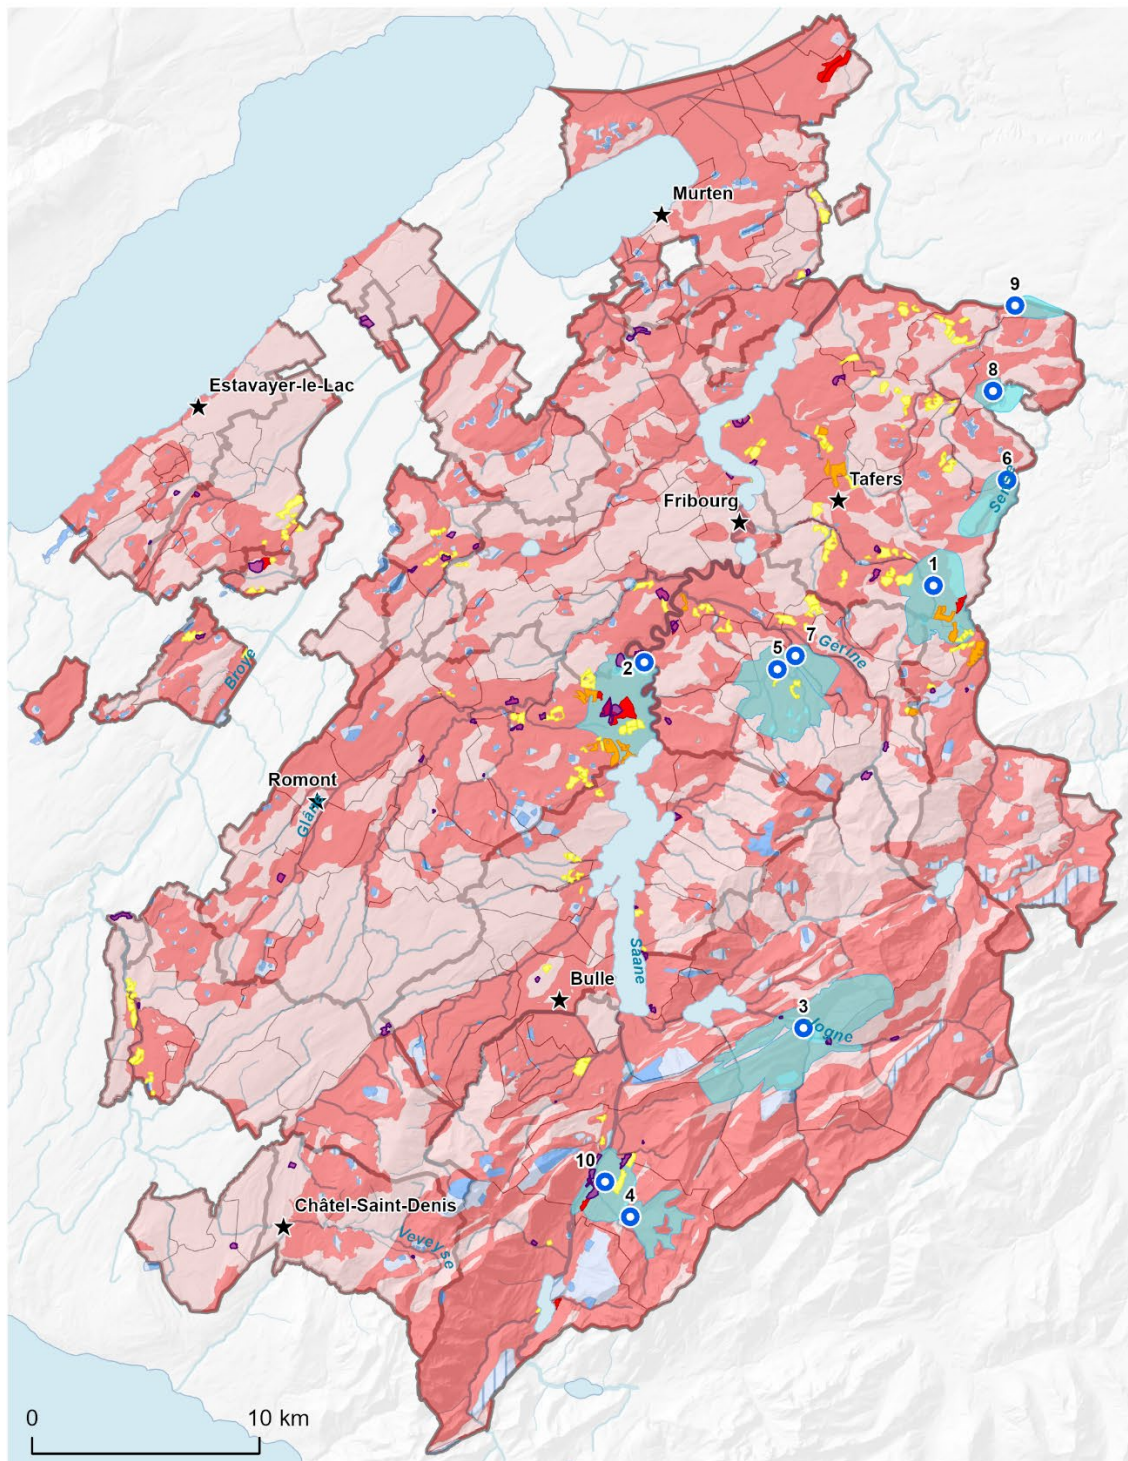 Murten
9
Estavayer-le-Lac
8
6
Tafers
Fribourg
1
7
5
Gérine
2
Broye
Romont
Glâne
Saane
Bulle
3
Jogne
10
4
Châtel-Saint-Denis
Veveyse
0
10 km